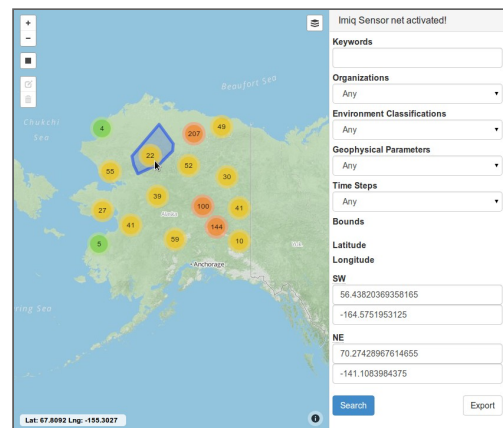 +
−
Beaufort Sea
Chukchi
Sea
4
207
49
22
55
52
30
39
27
100
41
41
Alaska
144
5
59
10
Anchorage
ring Sea
Lat: 67.8092 Lng: -155.3027
Imiq Sensor net activated!
Keywords
Organizations
Any
Environment Classifications
Any
Geophysical Parameters
Any
Time Steps
Any
Bounds
Latitude
Longitude
SW
56.43820369358165
-164.5751953125
NE
70.27428967614655
-141.1083984375
Search
Export